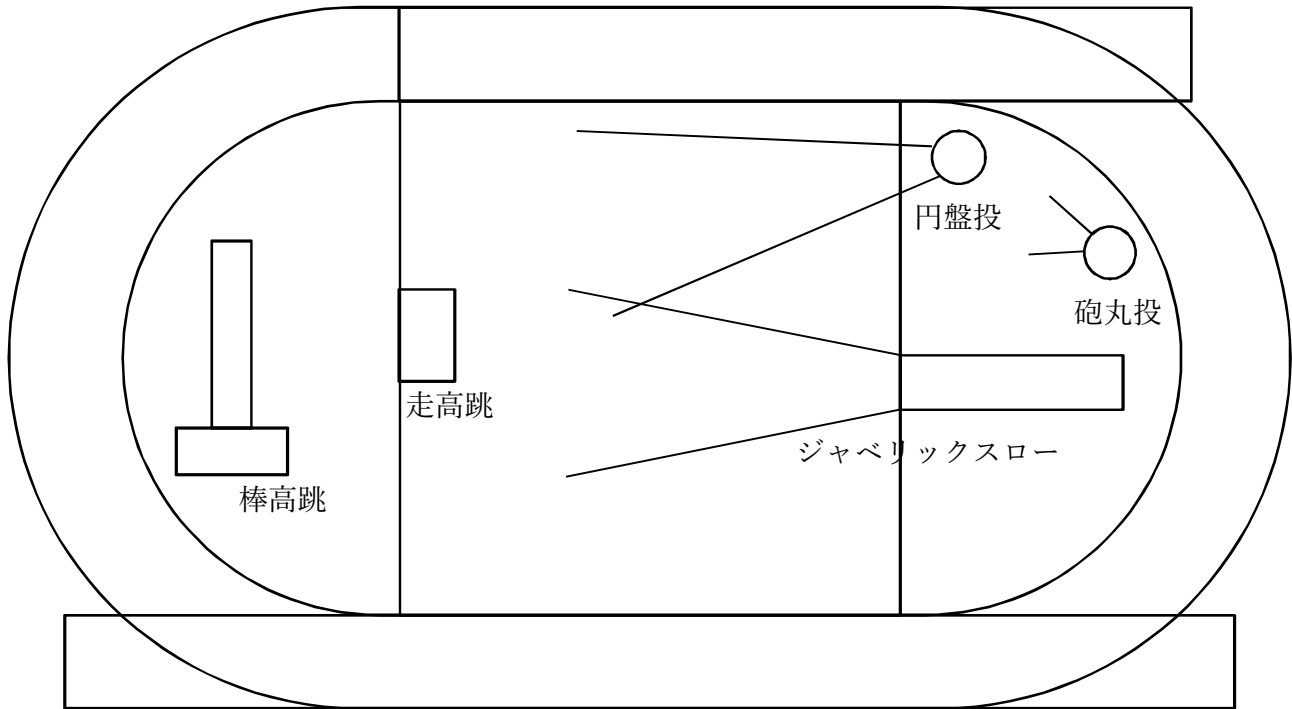 円盤投
砲丸投
走高跳
ジャベリックスロー
棒高跳